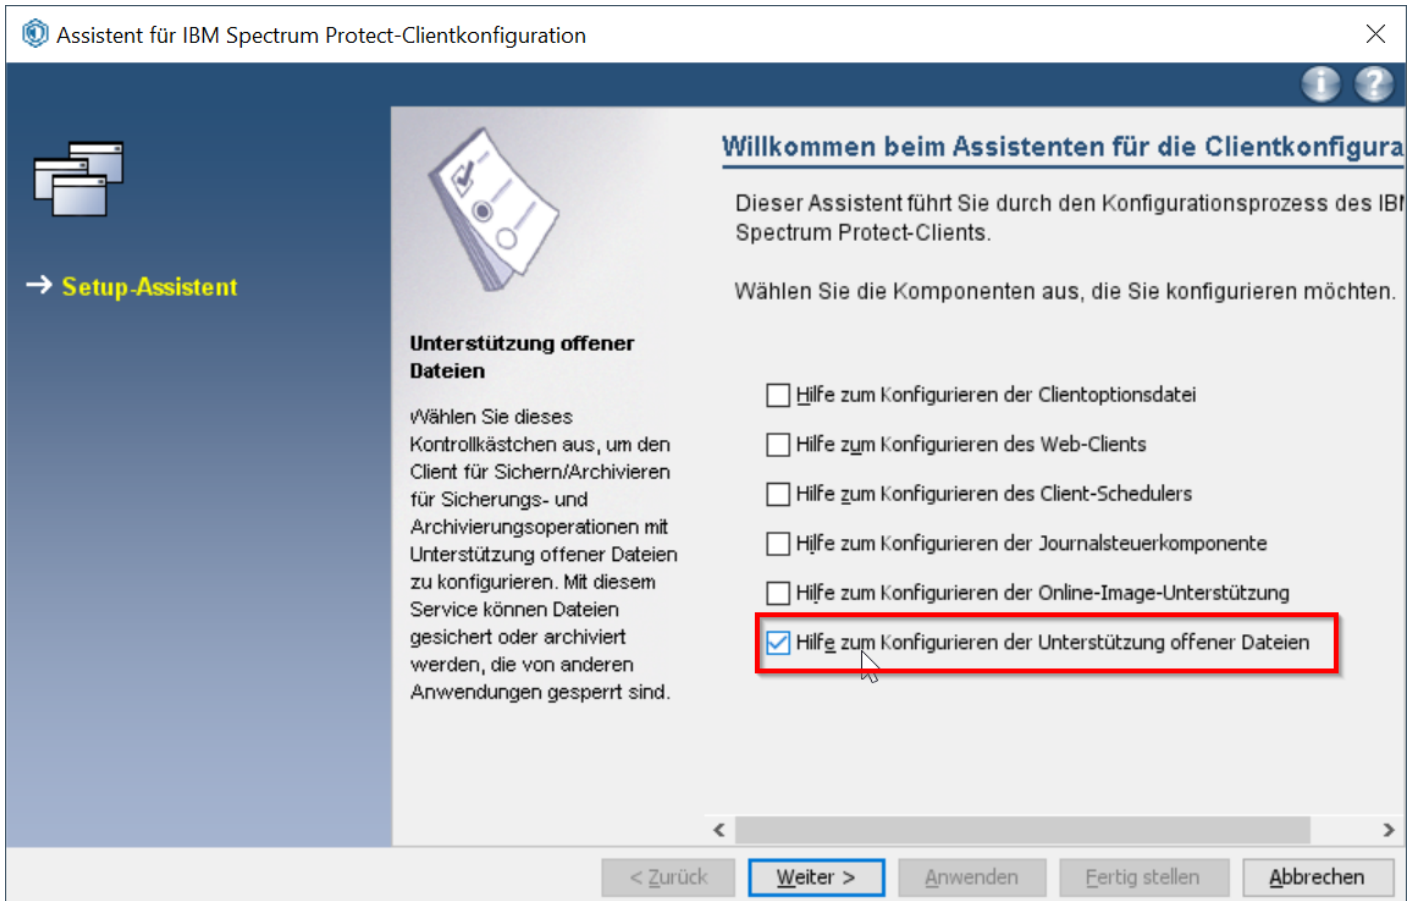 Assistent für IBM Spectrum Protect-Clientkonfiguration
Setup-Assistent
Unterstützung offener
Dateien
Wählen Sie dieses
Kontrollkästchen aus, um den
Client für Sichern/Archivieren
für Sicherungs- und
Archivierungsoperationen mit
Unterstützung offener Dateien
zu konfigurieren. Mit diesem
Service können Dateien
gesichert oder archiviert
werden, die von anderen
Anwendungen gesperrt sind.
Willkommen beim Assistenten für die Clientkonfigura
Dieser Assistent führt Sie durch den Konfigurationsprozess des IBM
Spectrum Protect-Clients.
Wählen Sie die Komponenten aus, die Sie konfigurieren möchten.
Hilfe zum Konfigurieren der Clientoptionsdatei
Hilfe zum Konfigurieren des Web-Clients
Hilfe zum Konfigurieren des Client-Schedulers
Hilfe zum Konfigurieren der Journalsteuerkomponente
Hilfe zum Konfigurieren der Online-Image-Unterstützung
Hilfe zum Konfigurieren der Unterstützung offener Dateien
< Zurück
Weiter >
Anwenden
Fertig stellen
Abbrechen